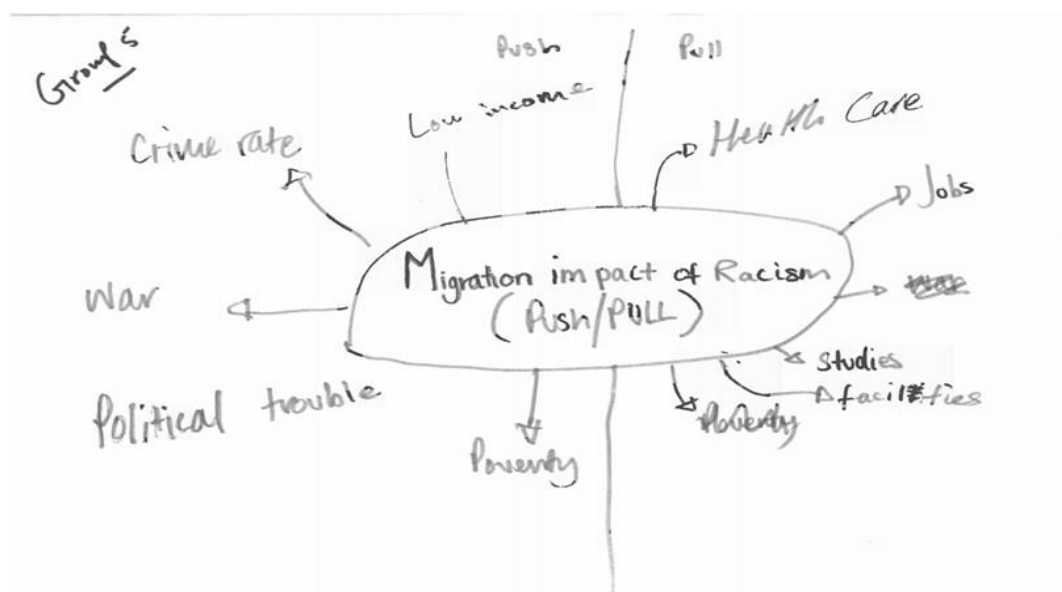 Group 5
Push
Pull
Low income
Health Care
Crime rate
Jobs
Migration impact of Racism
(Push/PULL)
War
studies
facilities
Political trouble
Poverty
Poverty